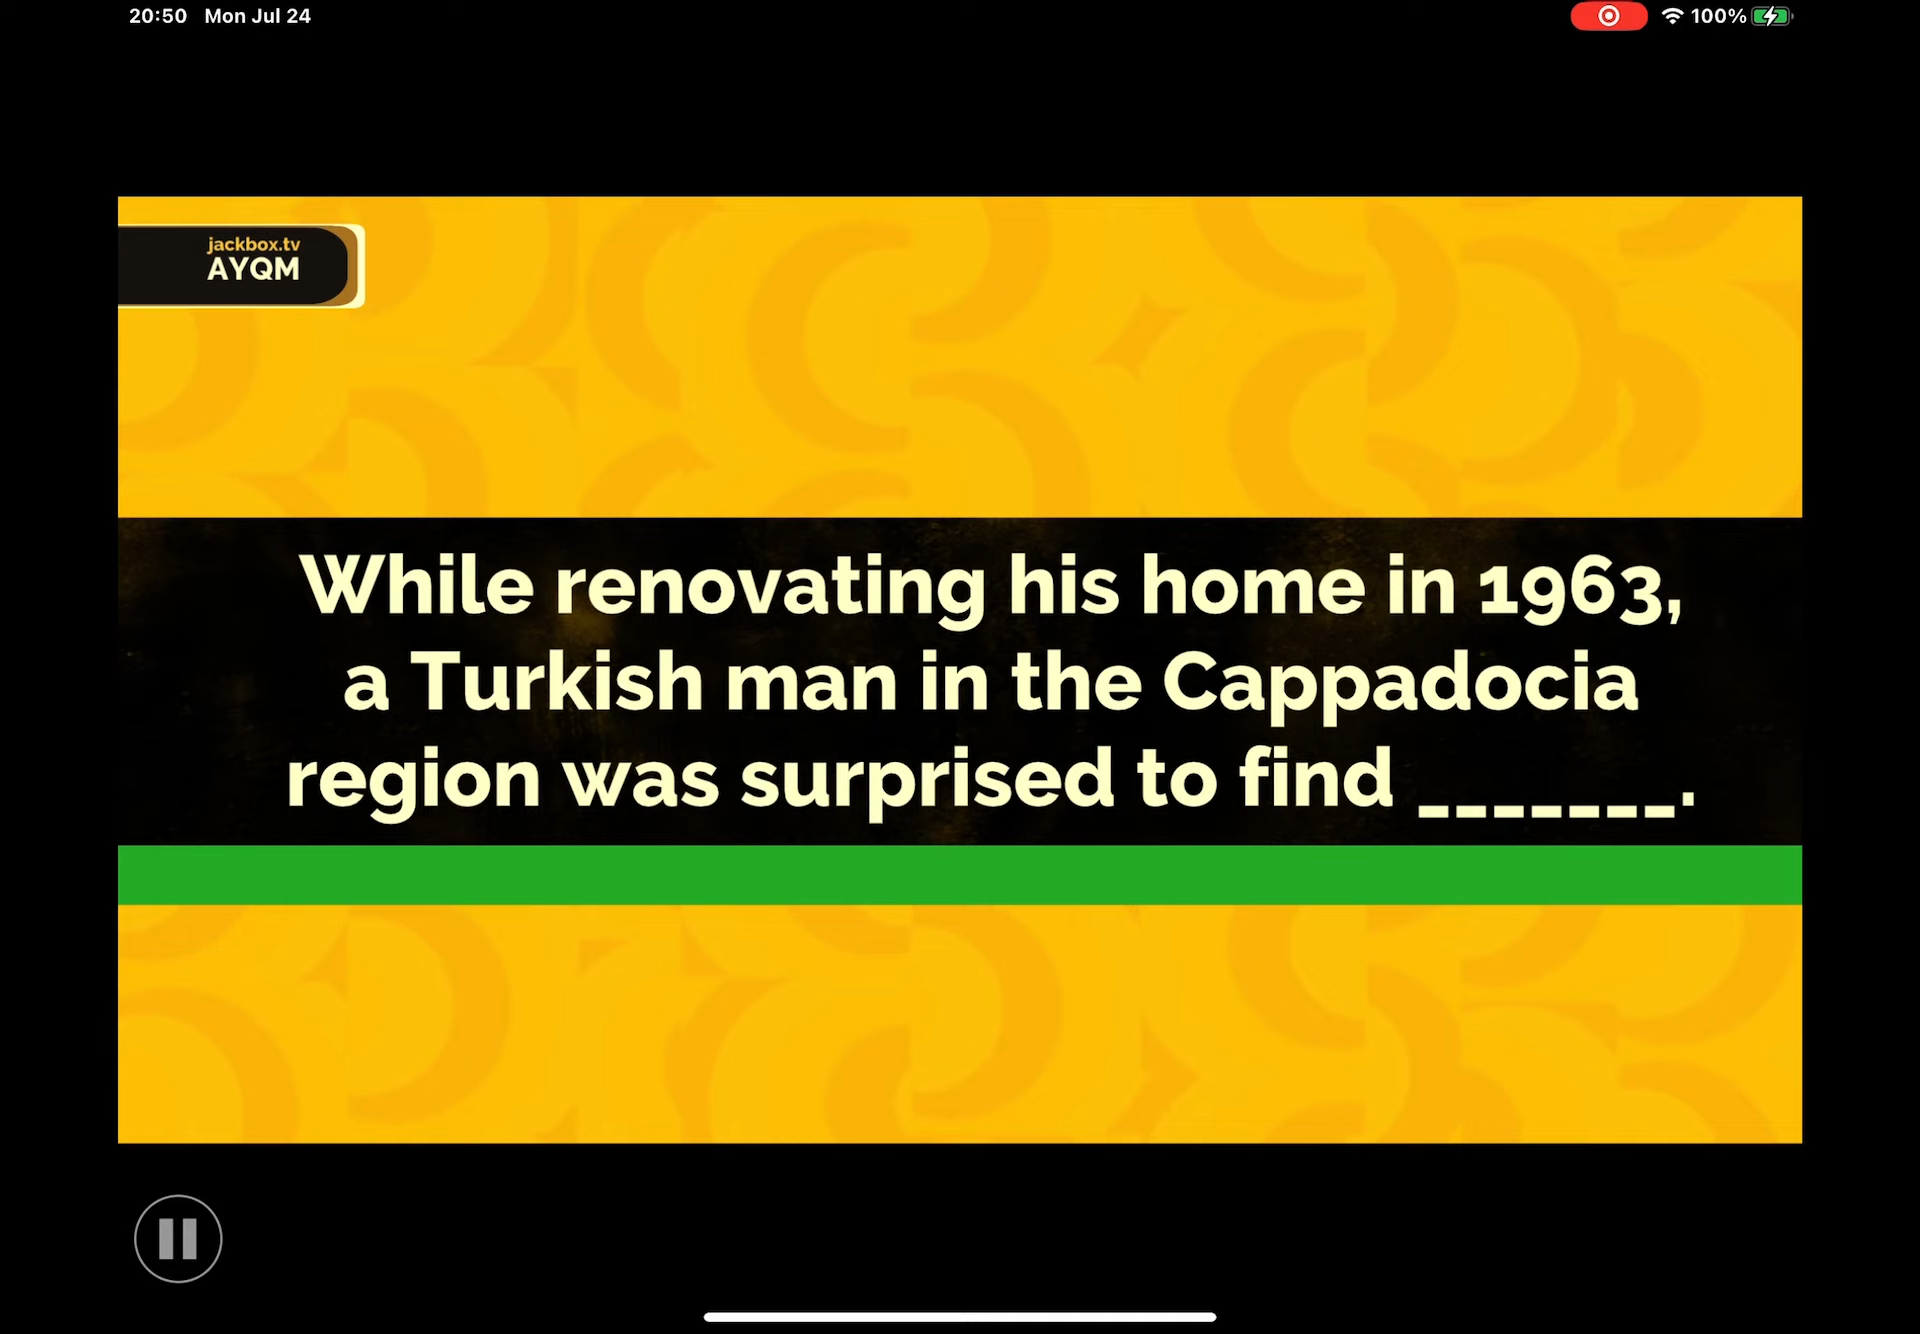 20:50 Mon Jul 24
100%
jackbox.tv
AYQM
While renovating his home in 1963,
a Turkish man in the Cappadocia
region was surprised to find _______.